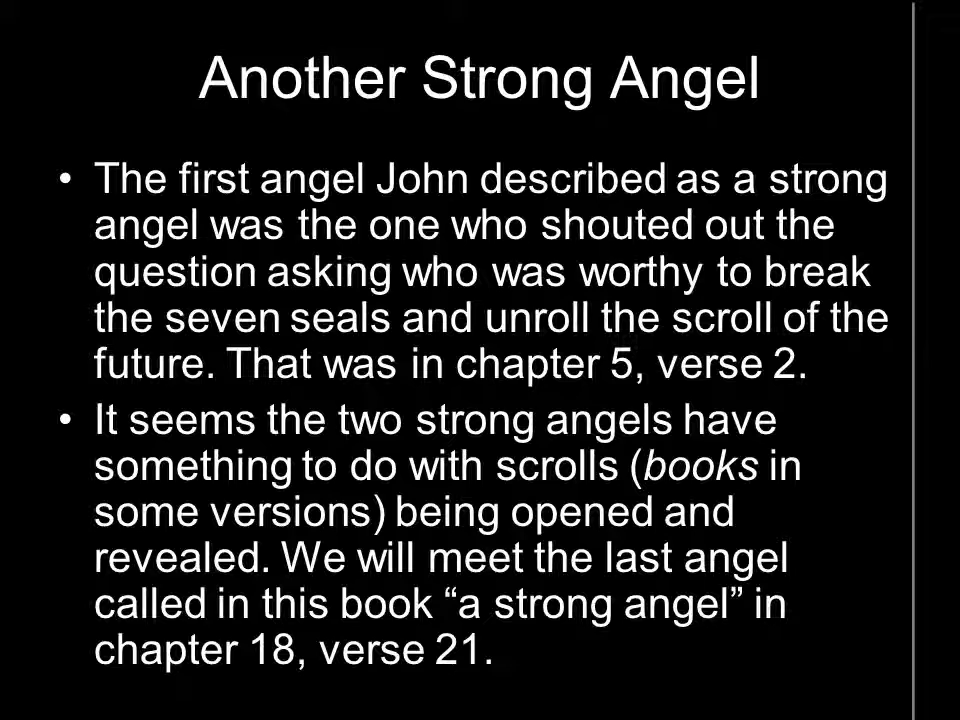 Another Strong Angel
• The first angel John described as a strong
angel was the one who shouted out the
question asking who was worthy to break
the seven seals and unroll the scroll of the
future. That was in chapter 5, verse 2.
• It seems the two strong angels have
something to do with scrolls (books in
some versions) being opened and
revealed. We will meet the last angel
called in this book “a strong angel” in
chapter 18, verse 21.